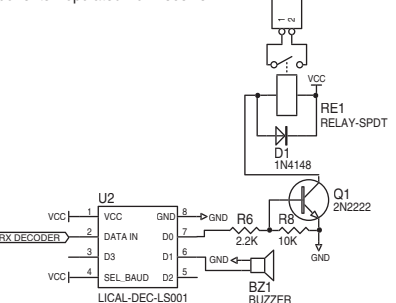 1
2
VCC
RE1
RELAY-SPDT
D1
1N4148
Q1
2N2222
U2
VCC
1
VCC
GND
8
GND
RX DECODER
2
DATA IN
D0
7
R6
R8
2.2K
10K
GND
3
D3
D1
6
GND
VCC
4
SEL_BAUD
D2
5
BZ1
LICAL-DEC-LS001
BUZZER